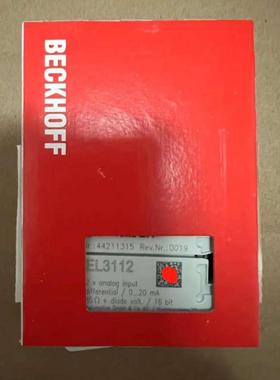 BECKHOFF
44211315 Rev.Nr.:0019
EL3112
2 x analog input
differential / 0...20 mA
diode volt. / 16 bit